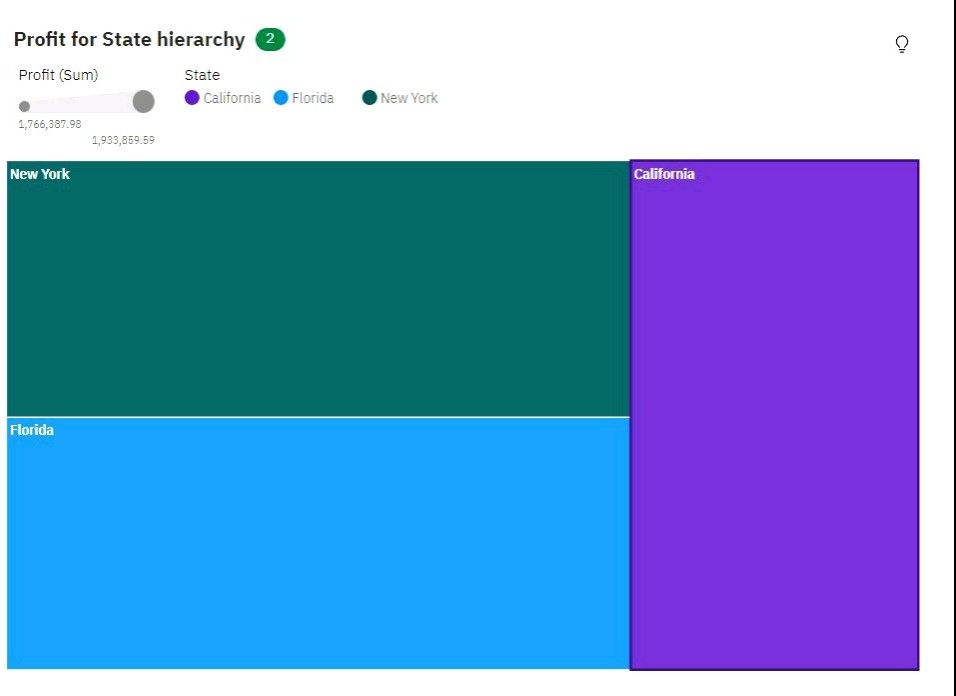 Profit for State hierarchy 2
Profit (Sum)
1,766,387.98
1,933,859.59
State
California Florida New York
New York
California
Florida